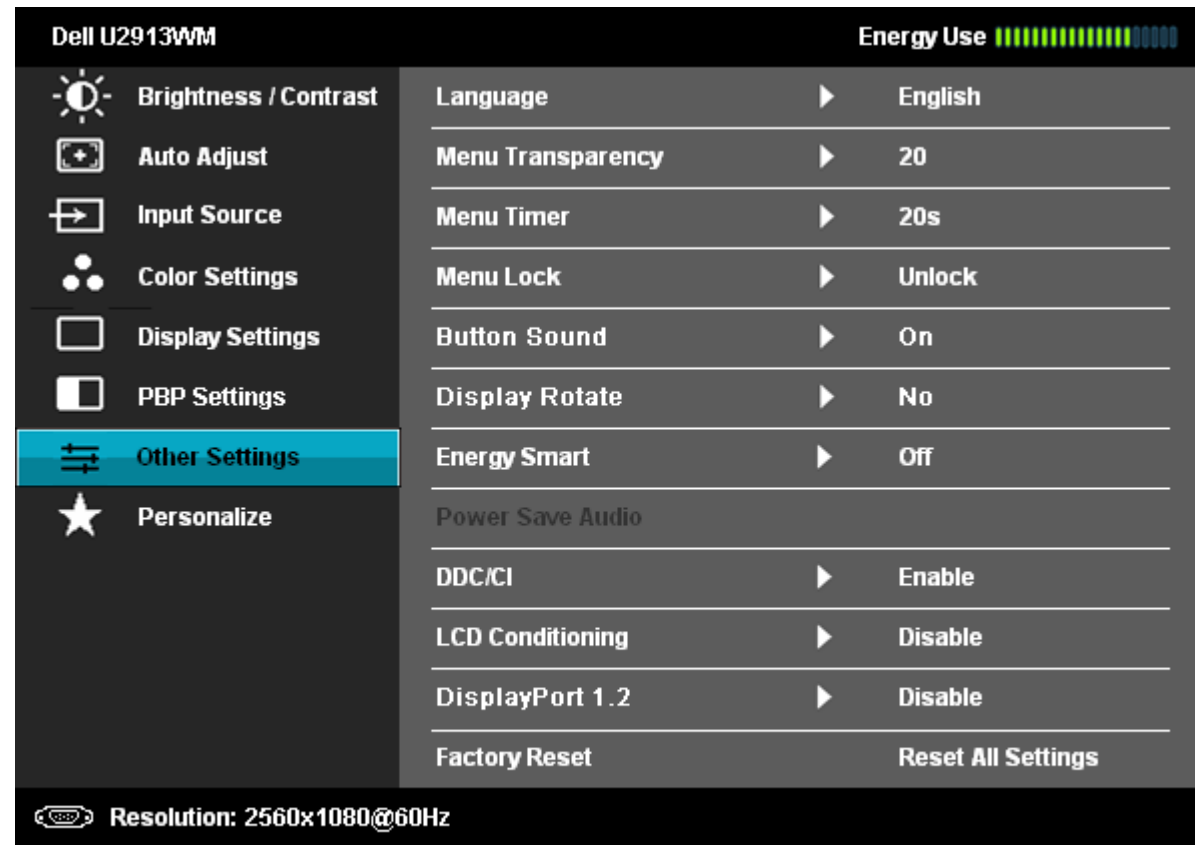 Dell U2913WM
Energy Use
Brightness / Contrast
Auto Adjust
Input Source
Color Settings
Display Settings
PBP Settings
Other Settings
Personalize
Language English
Menu Transparency 20
Menu Timer 20s
Menu Lock Unlock
Button Sound On
Display Rotate No
Energy Smart Off
Power Save Audio
DDC/CI Enable
LCD Conditioning Disable
DisplayPort 1.2 Disable
Factory Reset Reset All Settings
Resolution: 2560x1080@60Hz